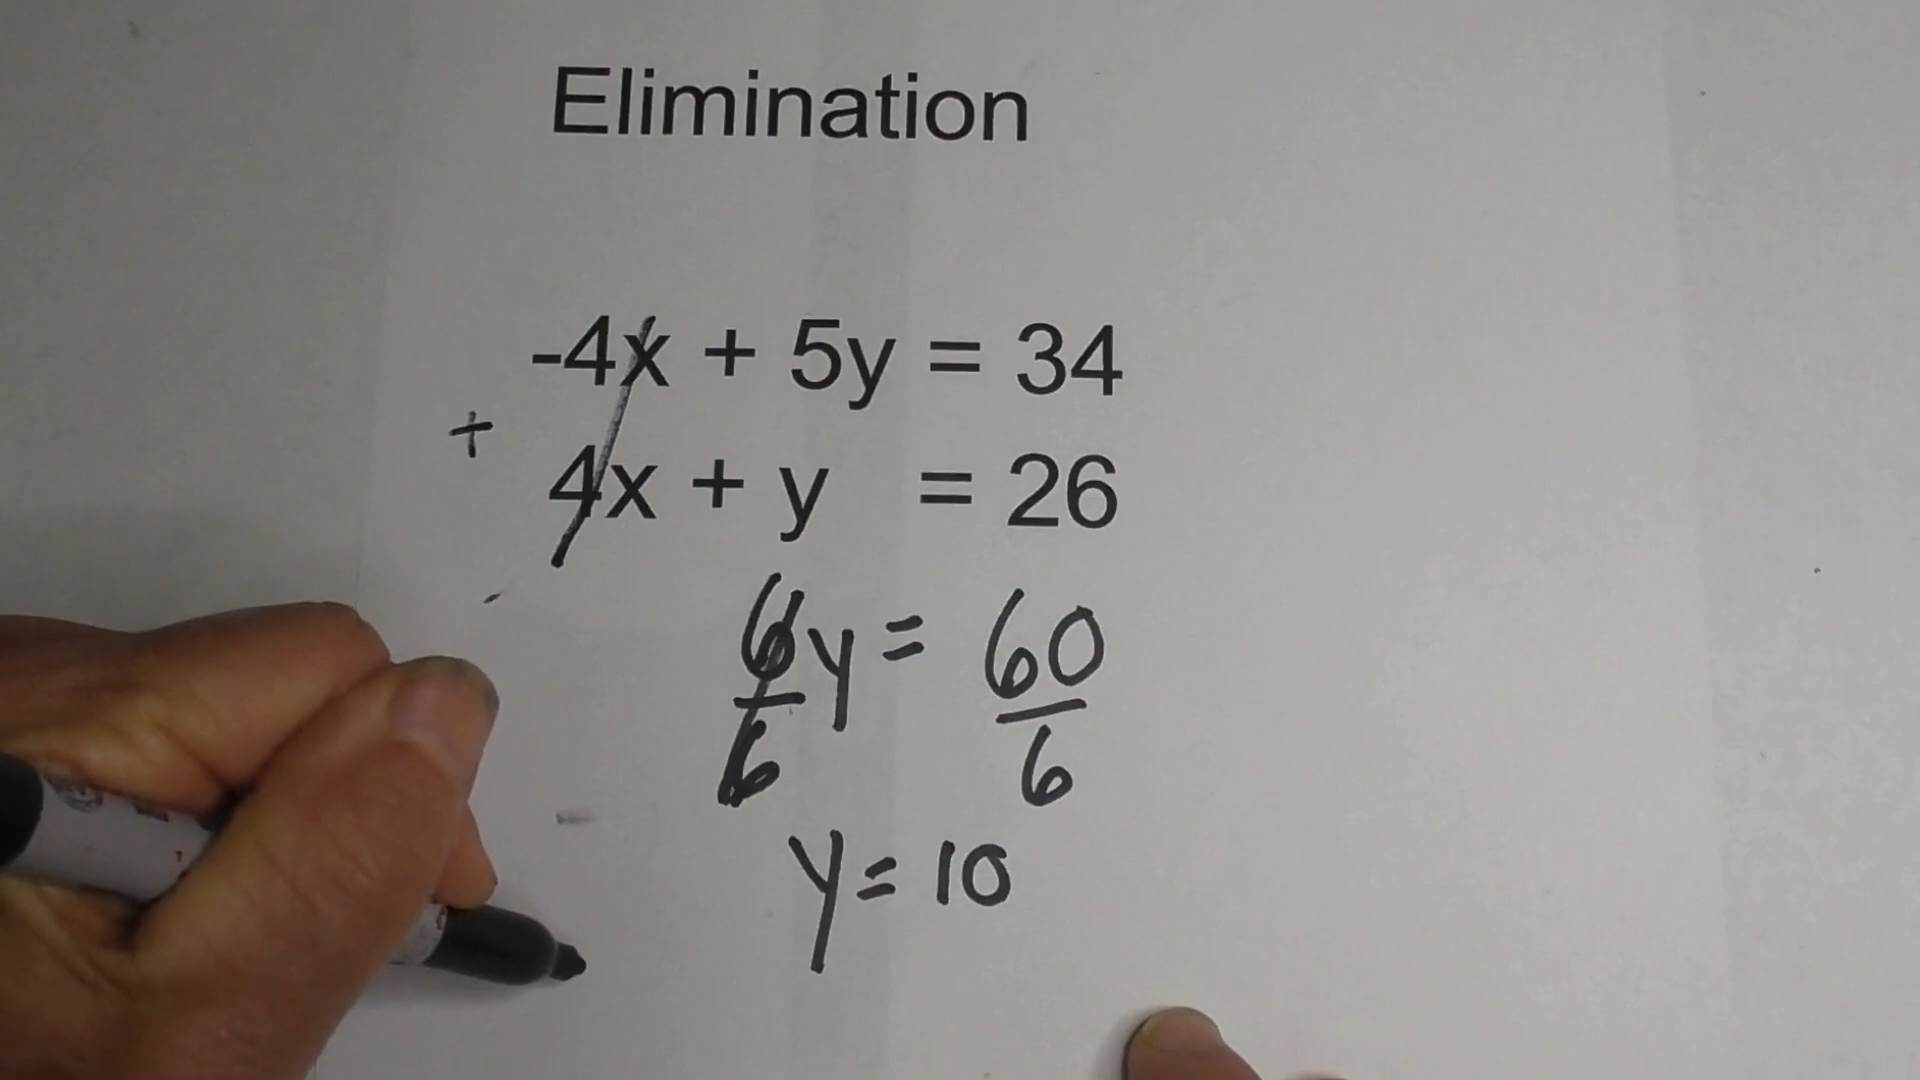 Elimination
-4x + 5y = 34
+
4x + y = 26
6y = 60
6 6
y = 10